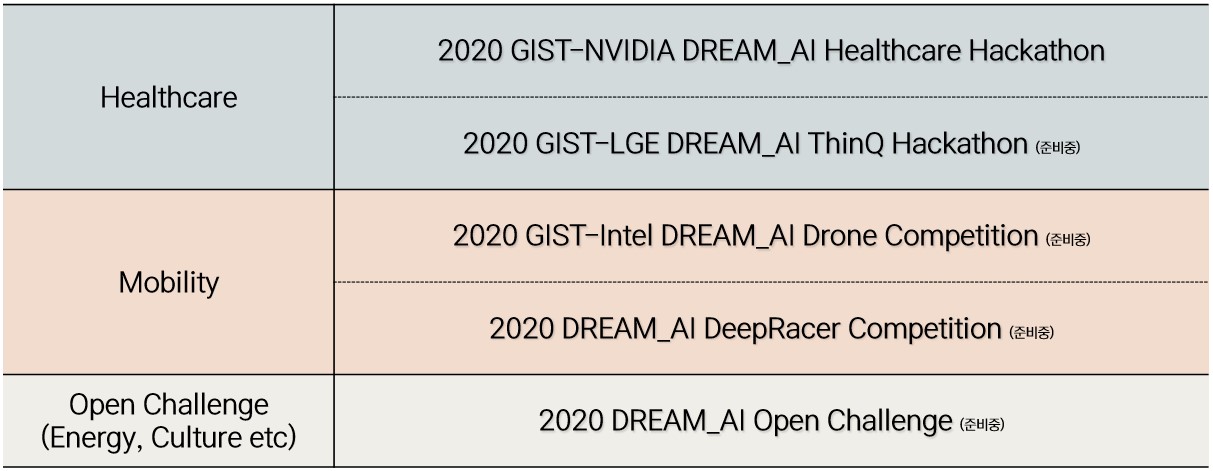 Healthcare
2020 GIST-NVIDIA DREAM_AI Healthcare Hackathon
2020 GIST-LGE DREAM_AI ThinQ Hackathon (준비중)
Mobility
2020 GIST-Intel DREAM_AI Drone Competition (준비중)
2020 DREAM_AI DeepRacer Competition (준비중)
Open Challenge
(Energy, Culture etc)
2020 DREAM_AI Open Challenge (준비중)